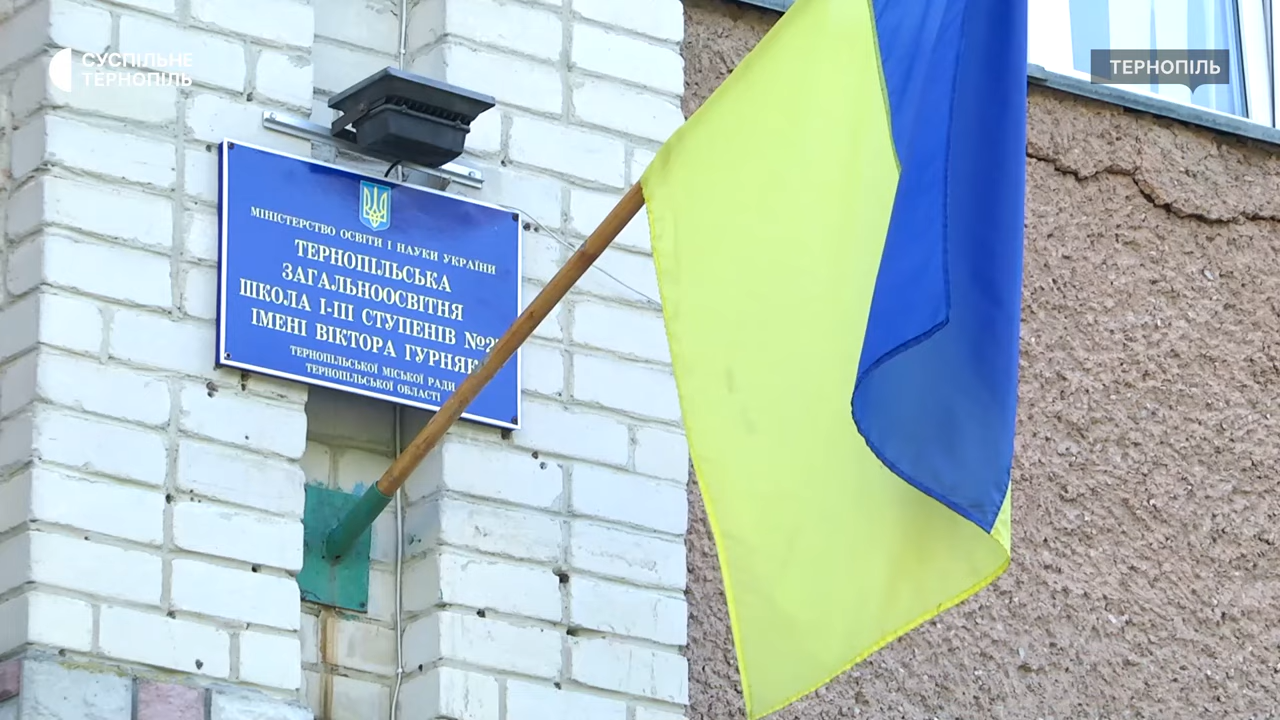 СУСПІЛЬНЕ
ТЕРНОПІЛЬ
ТЕРНОПІЛЬ
МІНІСТЕРСТВО ОСВІТИ І НАУКИ УКРАЇНИ
ТЕРНОПІЛЬСЬКА
ЗАГАЛЬНООСВІТНЯ
ШКОЛА І-ІІІ СТУПЕНІВ
ІМЕНІ ВІКТОРА
ТЕРНОПІЛЬСЬКОЇ МІСЬКОЇ РАДИ
ТЕРНОПІЛЬСЬКОЇ ОБЛАСТІ